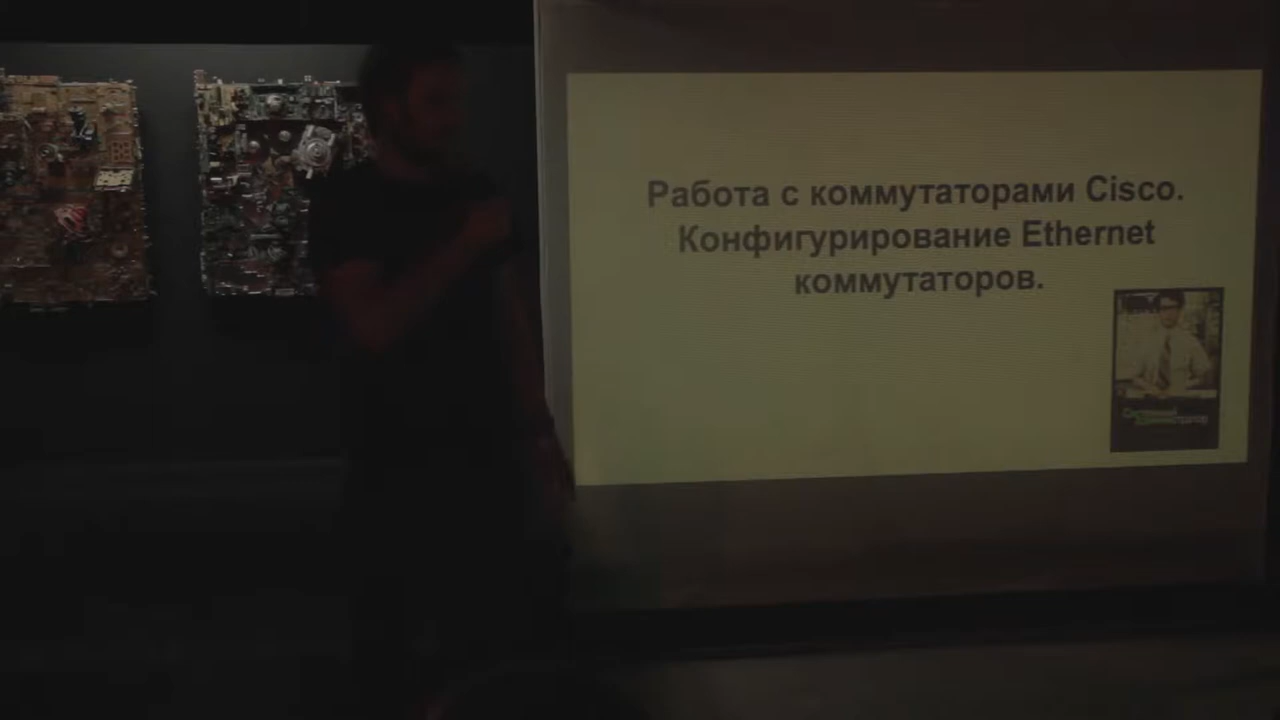 Работа с коммутаторами Cisco.
Конфигурирование Ethernet
коммутаторов.